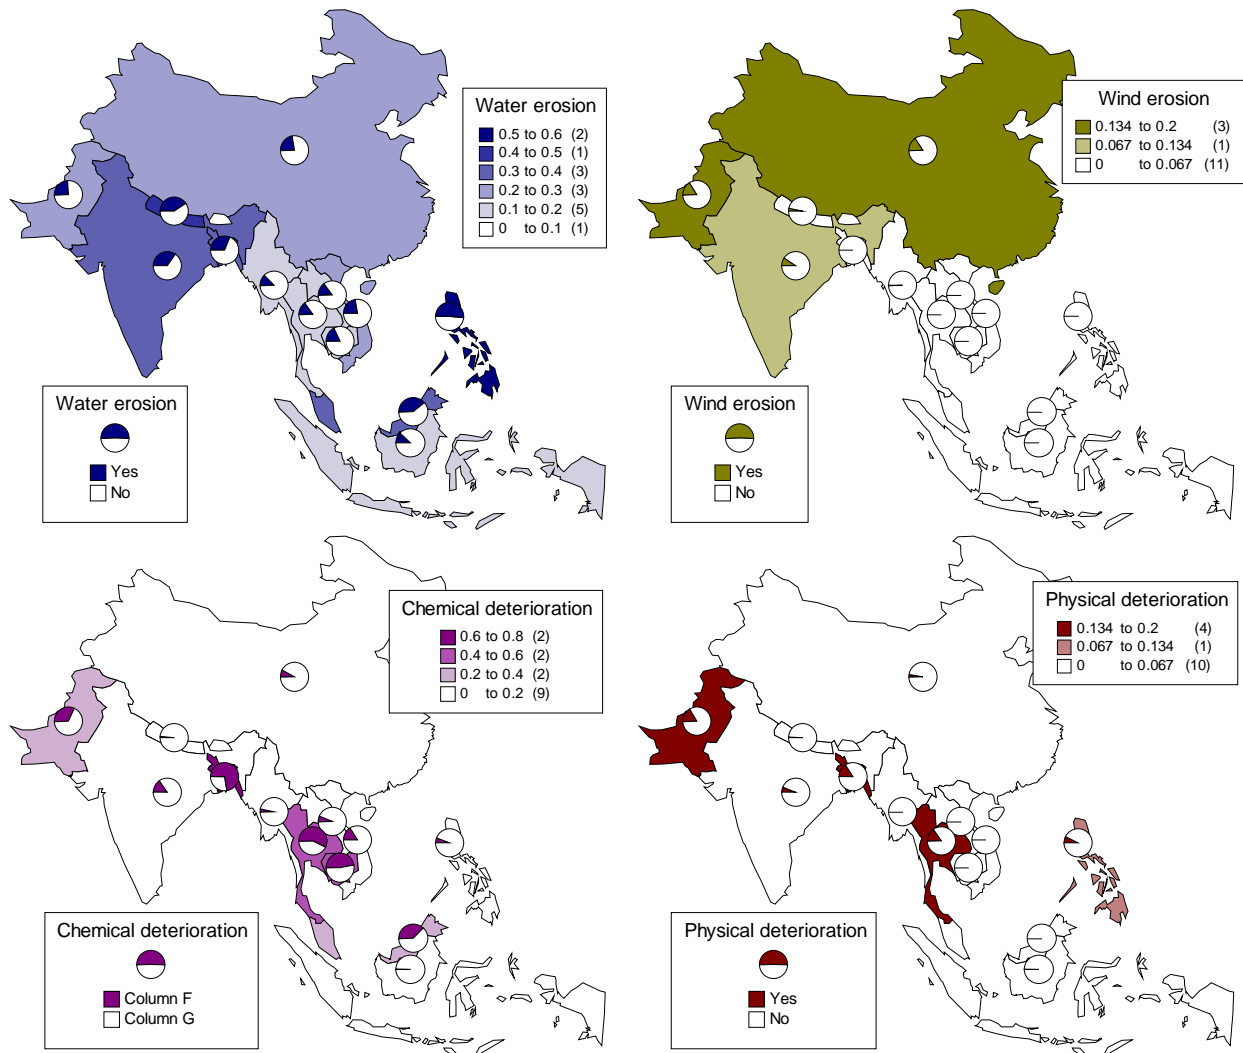 Water erosion
0.5 to 0.6 (2)
0.4 to 0.5 (1)
0.3 to 0.4 (3)
0.2 to 0.3 (3)
0.1 to 0.2 (5)
0 to 0.1 (1)
Water erosion
Yes
No
Wind erosion
0.134 to 0.2 (3)
0.067 to 0.134 (1)
0 to 0.067 (11)
Wind erosion
Yes
No
Chemical deterioration
0.6 to 0.8 (2)
0.4 to 0.6 (2)
0.2 to 0.4 (2)
0 to 0.2 (9)
Chemical deterioration
Column F
Column G
Physical deterioration
0.134 to 0.2 (4)
0.067 to 0.134 (1)
0 to 0.067 (10)
Physical deterioration
Yes
No